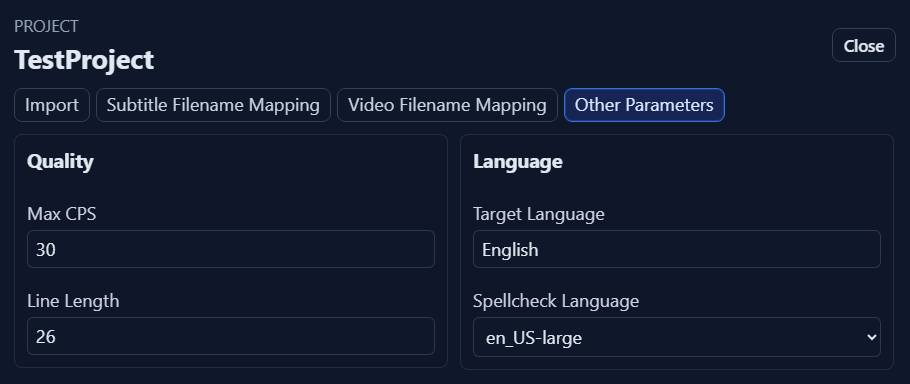 PROJECT
TestProject
Close
Import
Subtitle Filename Mapping
Video Filename Mapping
Other Parameters
Quality
Max CPS
30
Line Length
26
Language
Target Language
English
Spellcheck Language
en_US-large